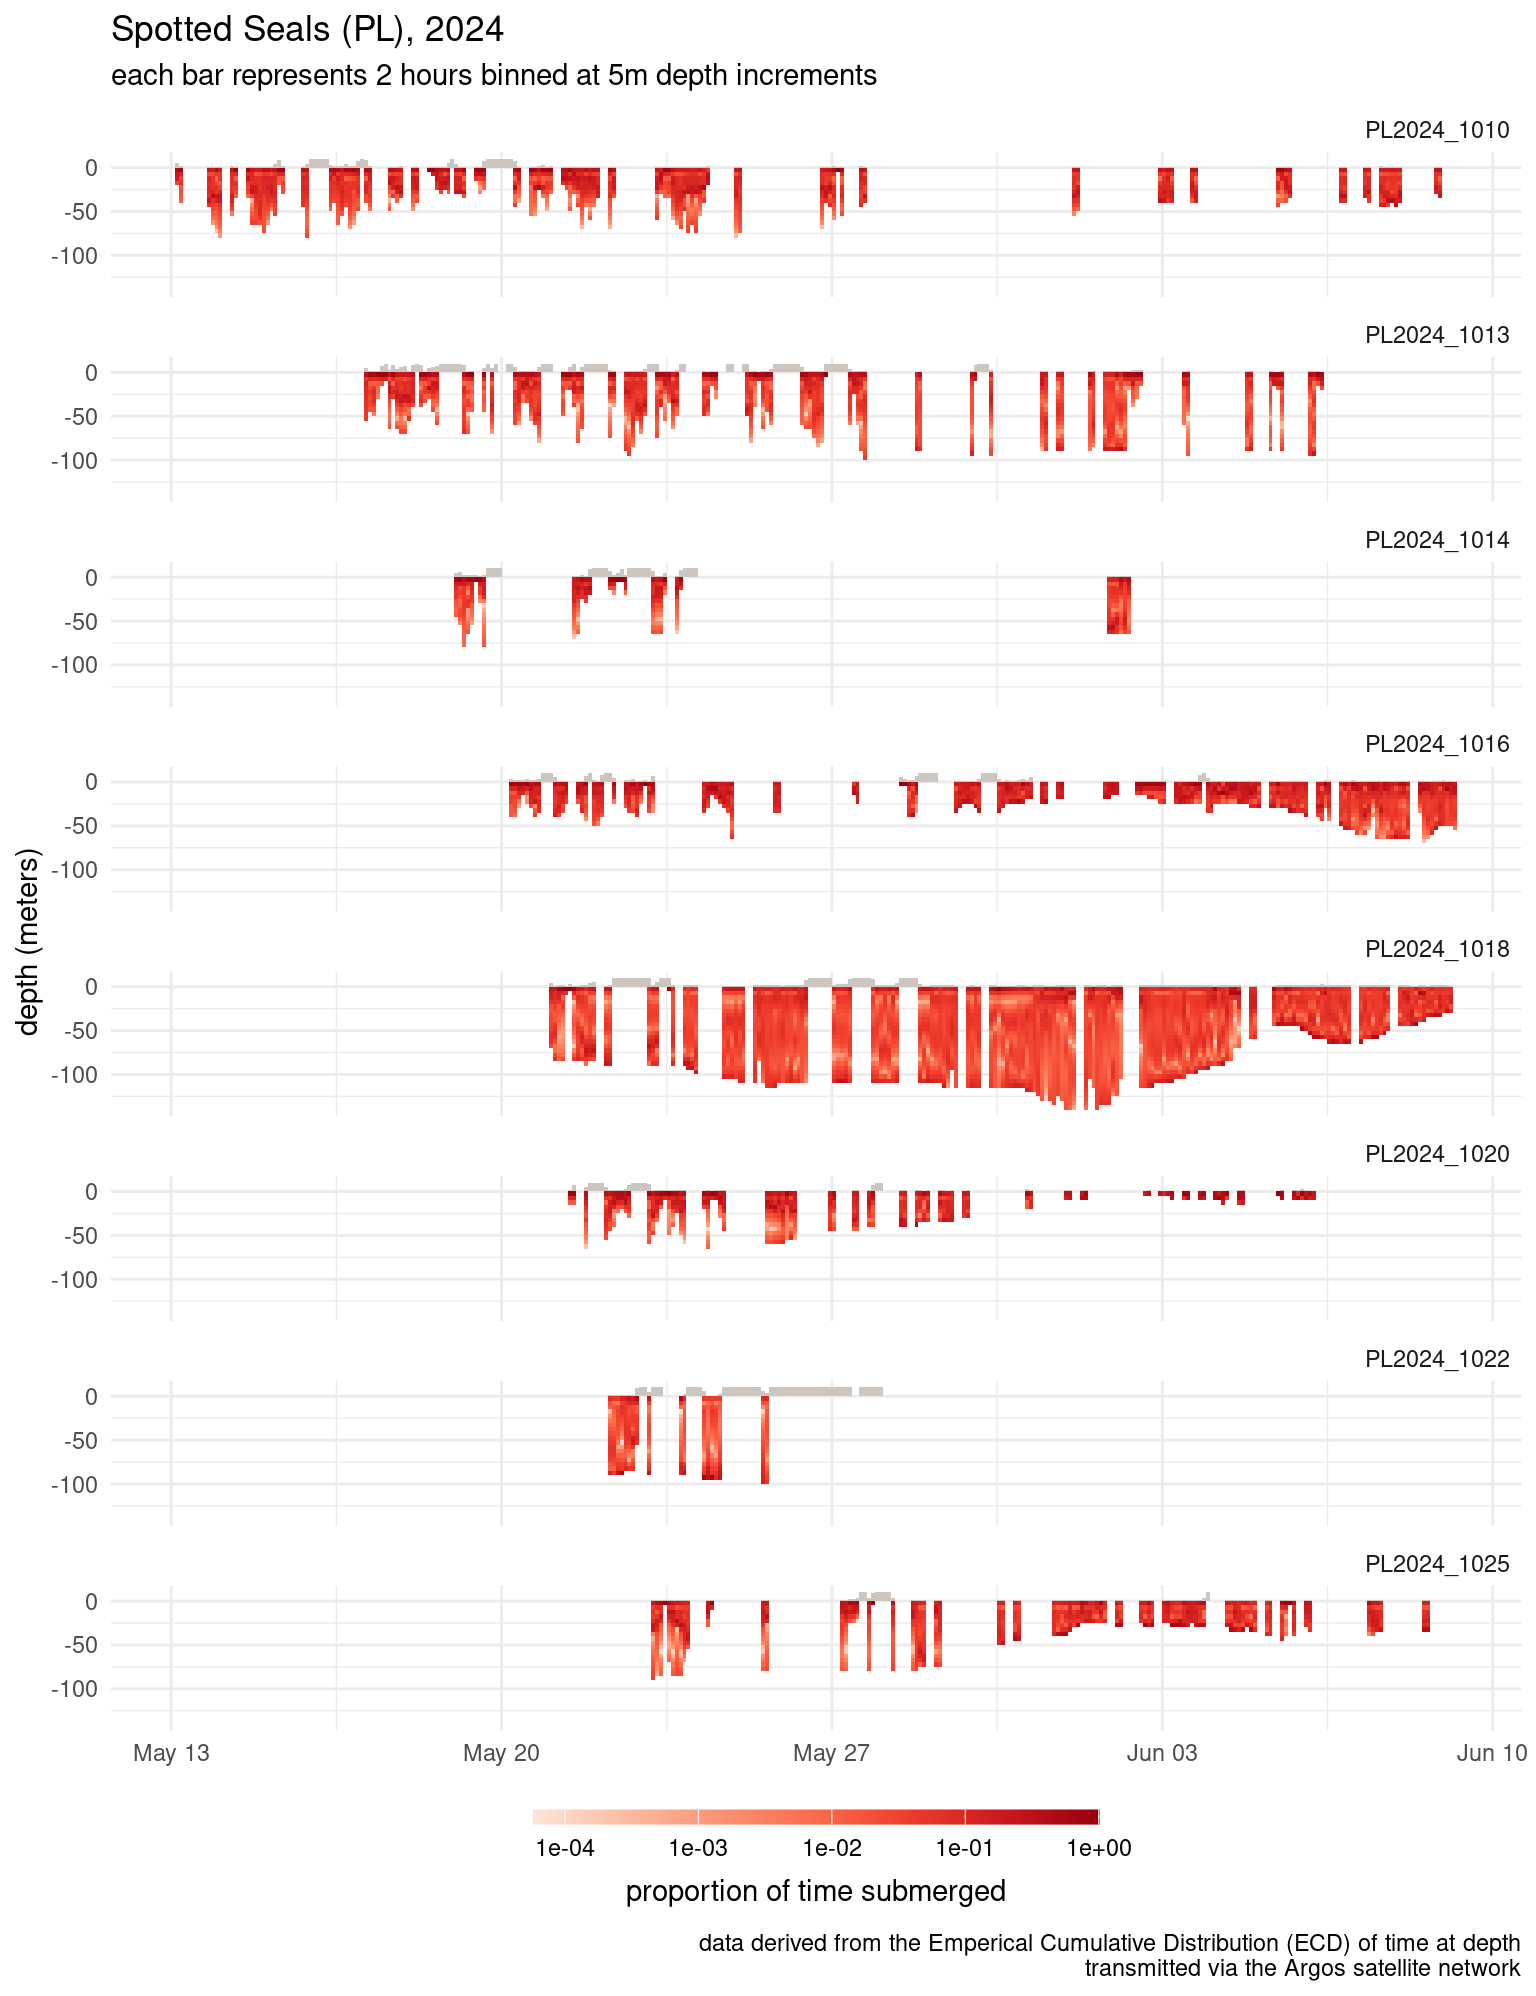 Spotted Seals (PL), 2024
each bar represents 2 hours binned at 5m depth increments
PL2024_1010
0
-50
-100
PL2024_1013
0
-50
-100
PL2024_1014
0
-50
-100
PL2024_1016
0
-50
-100
depth (meters)
PL2024_1018
0
-50
-100
PL2024_1020
0
-50
-100
PL2024_1022
0
-50
-100
PL2024_1025
0
-50
-100
May 13 May 20 May 27 Jun 03 Jun 10
1e-04 1e-03 1e-02 1e-01 1e+00
proportion of time submerged
data derived from the Emperical Cumulative Distribution (ECD) of time at depth
transmitted via the Argos satellite network